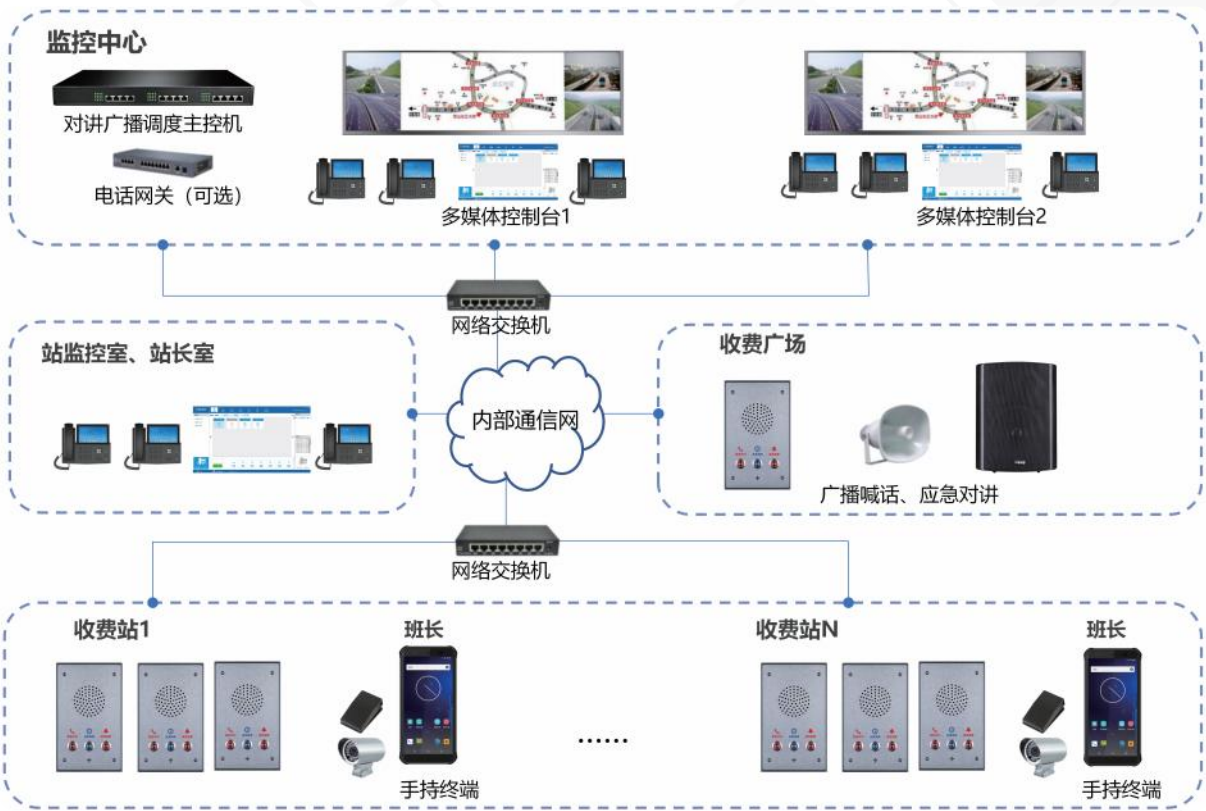 监控中心
对讲广播调度主控机
电话网关（可选）
多媒体控制台1
多媒体控制台2
网络交换机
站监控室、站长室
内部通信网
收费广场
广播喊话、应急对讲
网络交换机
收费站1
班长
手持终端
......
收费站N
班长
手持终端